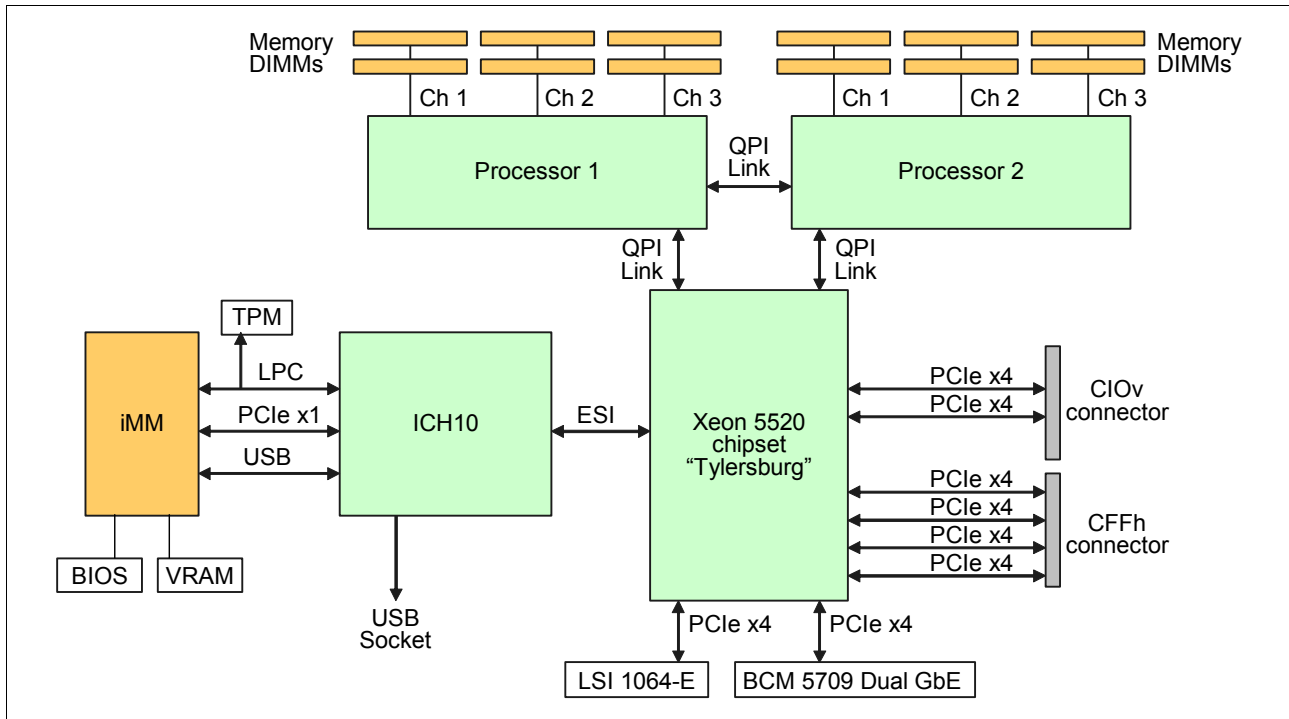 Memory
DIMMs
Memory
DIMMs
Ch 1
Ch 2
Ch 3
Ch 1
Ch 2
Ch 3
Processor 1
QPI
Link
Processor 2
QPI
Link
QPI
Link
TPM
LPC
PCIe x1
USB
iMM
ICH10
ESI
Xeon 5520
chipset
“Tylersburg”
PCIe x4
PCIe x4
CIOv
connector
PCIe x4
PCIe x4
PCIe x4
PCIe x4
CFFh
connector
BIOS
VRAM
USB
Socket
PCIe x4
PCIe x4
LSI 1064-E
BCM 5709 Dual GbE